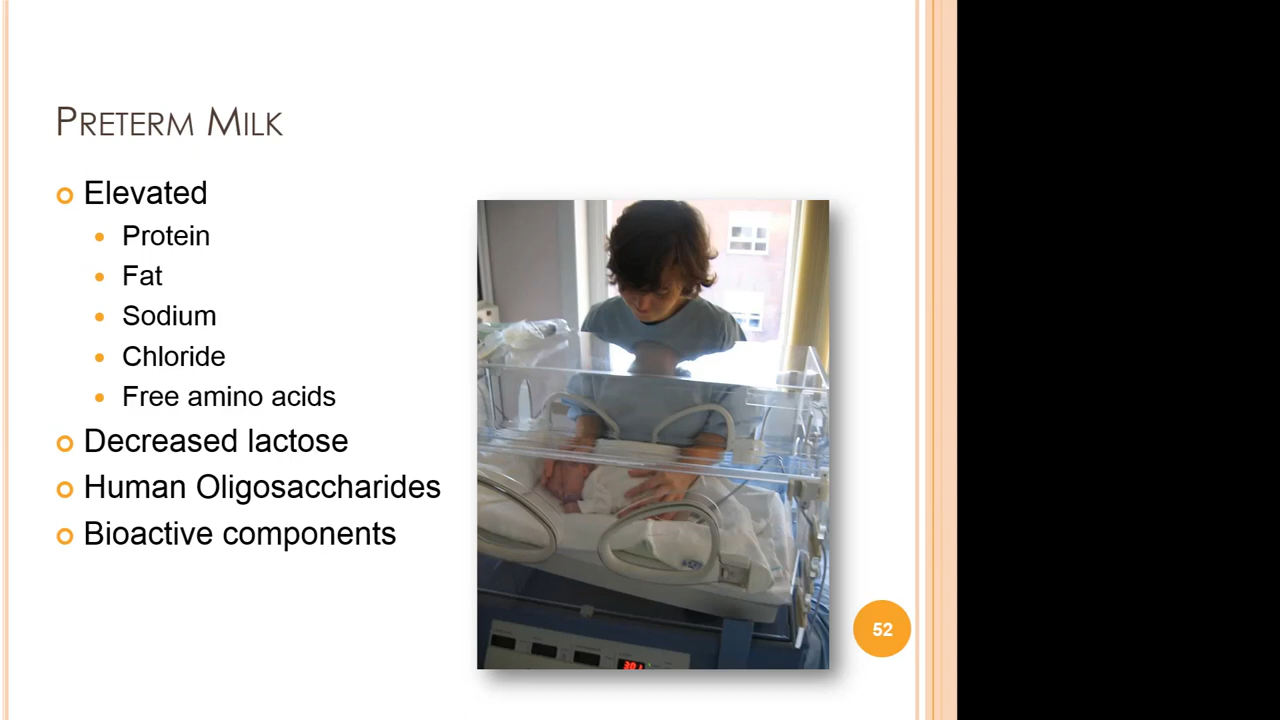 Preterm Milk
Elevated
Protein
Fat
Sodium
Chloride
Free amino acids
Decreased lactose
Human Oligosaccharides
Bioactive components
52